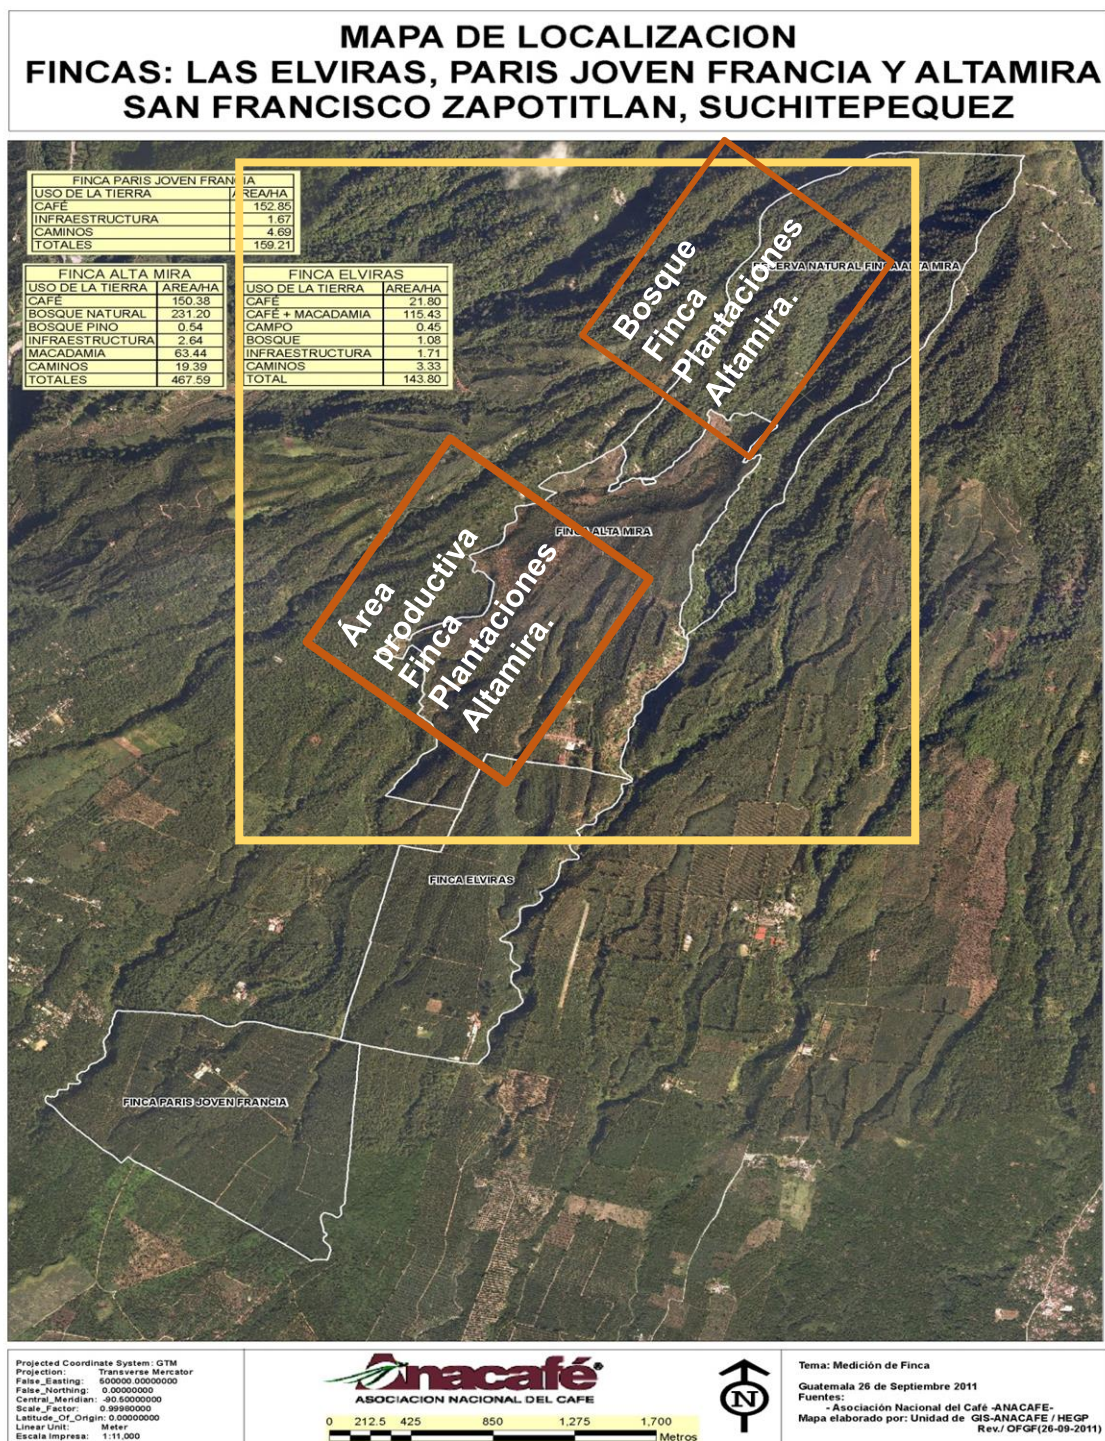 MAPA DE LOCALIZACION
FINCAS: LAS ELVIRAS, PARIS JOVEN FRANCIA Y ALTAMIRA
SAN FRANCISCO ZAPOTITLAN, SUCHITEPEQUEZ
FINCA PARIS JOVEN FRANCIA
USO DE LA TIERRA AREA/HA
CAFÉ 152.85
INFRAESTRUCTURA 1.67
CAMINOS 4.69
TOTALES 159.21
FINCA ALTA MIRA
USO DE LA TIERRA AREA/HA
CAFÉ 150.38
BOSQUE NATURAL 231.20
BOSQUE PINO 0.54
INFRAESTRUCTURA 2.64
MACADAMIA 63.44
CAMINOS 19.39
TOTALES 467.59
FINCA ELVIRAS
USO DE LA TIERRA AREA/HA
CAFÉ 21.80
CAFÉ + MACADAMIA 115.43
CAMPO 0.45
BOSQUE 1.08
INFRAESTRUCTURA 1.71
CAMINOS 3.33
TOTAL 143.80
Bosque
Finca
Plantaciones
Altamira.
NATURAL FINCA ALTA MIRA
FINCA ALTA MIRA
Área
productiva
Finca
Plantaciones
Altamira.
FINCA ELVIRAS
FINCA PARIS JOVEN FRANCIA
Projected Coordinate System: GTM
Projection: Transverse Mercator
False_Easting: 500000.00000000
False_Northing: 0.00000000
Central_Meridian: -90.50000000
Scale_Factor: 0.99980000
Latitude_Of_Origin: 0.00000000
Linear Unit: Meter
Escala Impresa: 1:11,000
Anacafé®
ASOCIACION NACIONAL DEL CAFE
0 212.5 425 850 1,275 1,700
Metros
N
Tema: Medición de Finca
Guatemala 26 de Septiembre 2011
Fuentes:
- Asociación Nacional del Café -ANACAFE-
Mapa elaborado por: Unidad de GIS-ANACAFE / HEGP
Rev./ OFGF(26-09-2011)